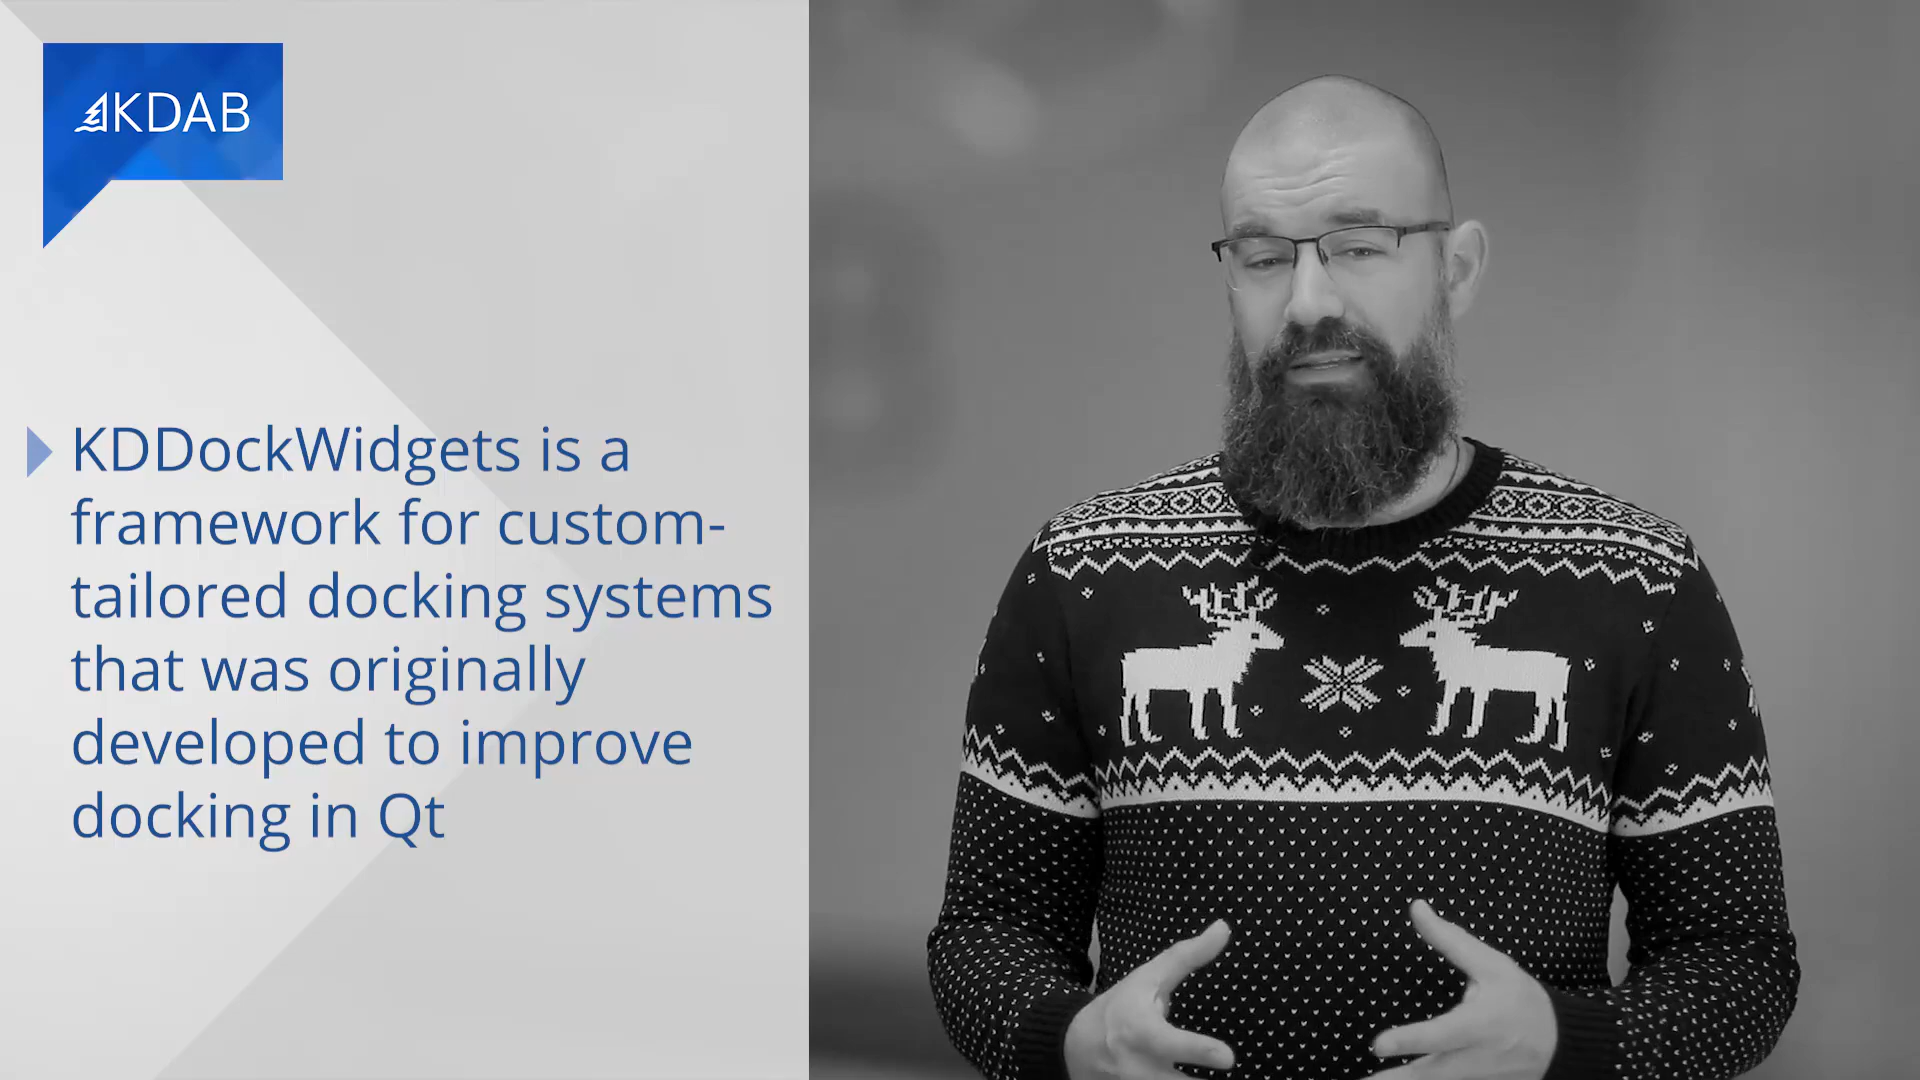 KDAB
KDDockWidgets is a
framework for custom-
tailored docking systems
that was originally
developed to improve
docking in Qt